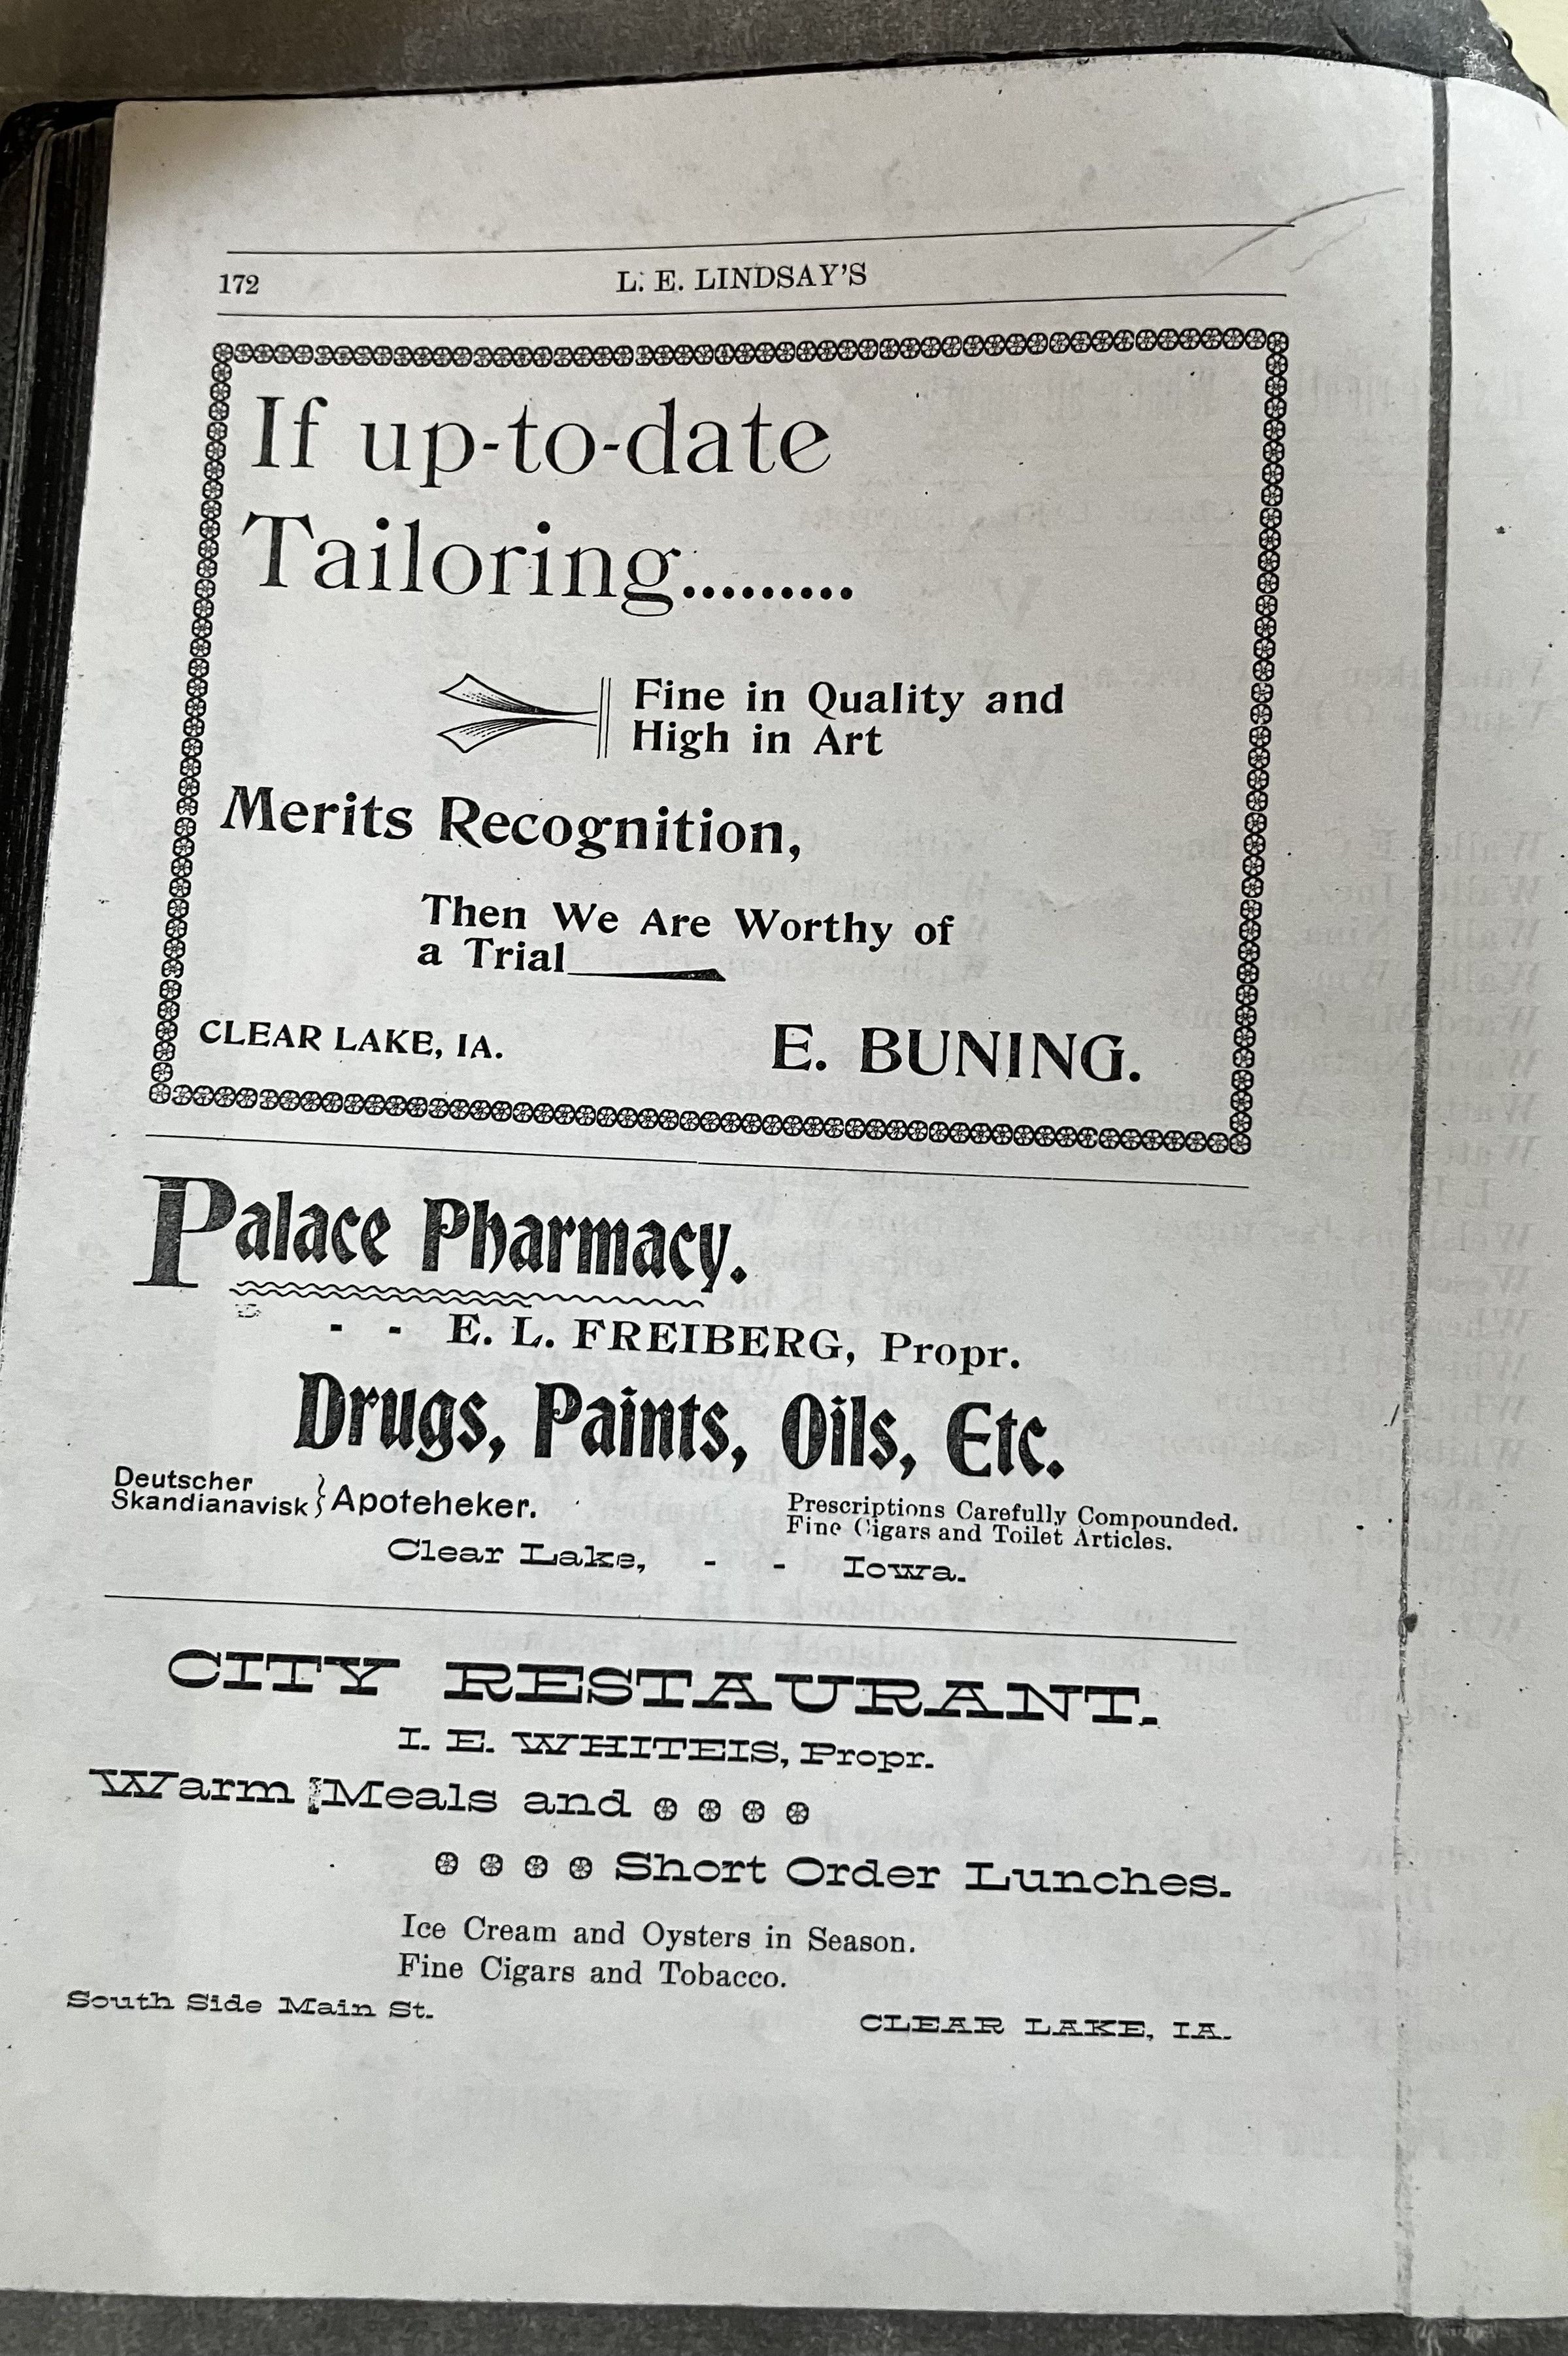 172
L. E. LINDSAY'S
If up-to-date
Tailoring.........
Fine in Quality and
High in Art
Merits Recognition,
Then We Are Worthy of
a Trial
CLEAR LAKE, IA.
E. BUNING.
Palace Pharmacy.
- - E. L. FREIBERG, Propr.
Drugs, Paints, Oils, Etc.
Deutscher
Skandianavisk } Apoteheker.
Prescriptions Carefully Compounded.
Fine Cigars and Toilet Articles.
Clear Lake, - - Iowa.
CITY RESTAURANT.
I. E. WHITEIS, Propr.
Warm Meals and
Short Order Lunches.
Ice Cream and Oysters in Season.
Fine Cigars and Tobacco.
South Side Main St.
CLEAR LAKE, IA.